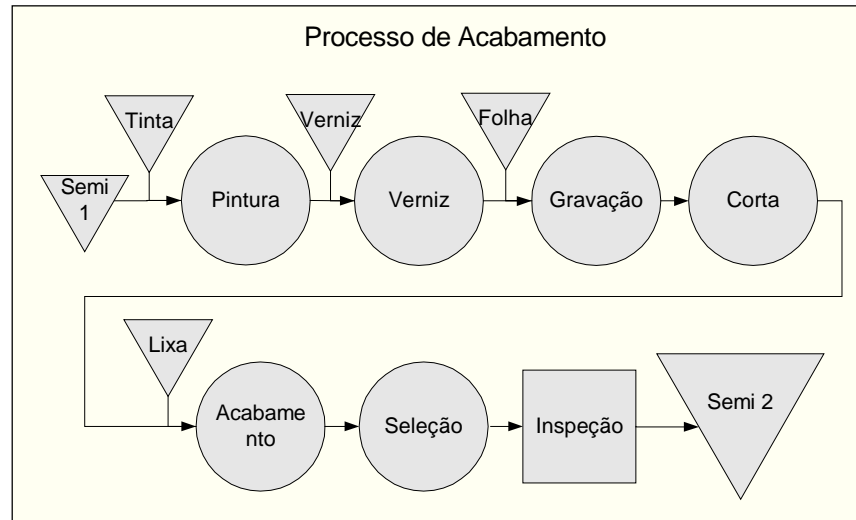 Processo de Acabamento
Tinta
Verniz
Folha
Semi
1
Pintura
Verniz
Gravação
Corta
Lixa
Acabame
nto
Seleção
Inspeção
Semi 2